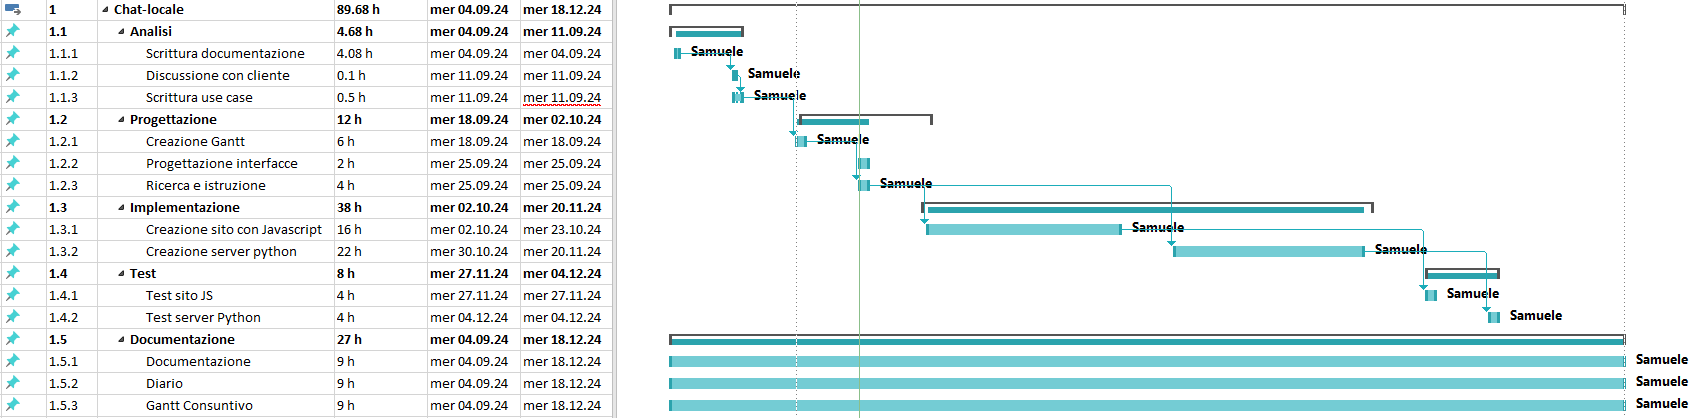 1 Chat-locale 89.68 h mer 04.09.24 mer 18.12.24
1.1 Analisi 4.68 h mer 04.09.24 mer 11.09.24
1.1.1 Scrittura documentazione 4.08 h mer 04.09.24 mer 04.09.24 Samuele
1.1.2 Discussione con cliente 0.1 h mer 11.09.24 mer 11.09.24 Samuele
1.1.3 Scrittura use case 0.5 h mer 11.09.24 mer 11.09.24 Samuele
1.2 Progettazione 12 h mer 18.09.24 mer 02.10.24
1.2.1 Creazione Gantt 6 h mer 18.09.24 mer 18.09.24 Samuele
1.2.2 Progettazione interfacce 2 h mer 25.09.24 mer 25.09.24
1.2.3 Ricerca e istruzione 4 h mer 25.09.24 mer 25.09.24 Samuele
1.3 Implementazione 38 h mer 02.10.24 mer 20.11.24
1.3.1 Creazione sito con Javascript 16 h mer 02.10.24 mer 23.10.24 Samuele
1.3.2 Creazione server python 22 h mer 30.10.24 mer 20.11.24 Samuele
1.4 Test 8 h mer 27.11.24 mer 04.12.24
1.4.1 Test sito JS 4 h mer 27.11.24 mer 27.11.24 Samuele
1.4.2 Test server Python 4 h mer 04.12.24 mer 04.12.24 Samuele
1.5 Documentazione 27 h mer 04.09.24 mer 18.12.24
1.5.1 Documentazione 9 h mer 04.09.24 mer 18.12.24 Samuele
1.5.2 Diario 9 h mer 04.09.24 mer 18.12.24 Samuele
1.5.3 Gantt Consuntivo 9 h mer 04.09.24 mer 18.12.24 Samuele